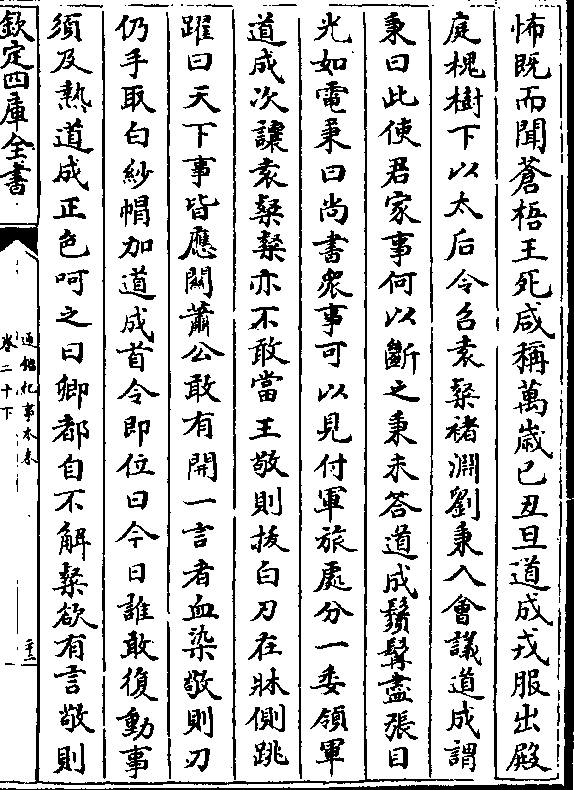 怖既而聞蒼梧王死咸稱萬歲己丑旦道成戎服出殿
庭槐樹下以太后令召袁粲褚淵劉秉入會議道成謂
秉曰此使君家事何以斷之秉未答道成鬚髯盡張目
光如電秉曰尚書衆事可以見付軍旅處分一委領軍
道成次讓袁粲粲亦不敢當王敬則拔白刃在牀側跳
躍曰天下事皆應關蕭公敢有開一言者血染敬則刃
仍手取白紗帽加道成首令即位曰今日誰敢復動事
須及熱道成正色呵之曰卿都自不解粲欲有言敬則
欽定四庫全書
通鑑紀事本末
卷二十下